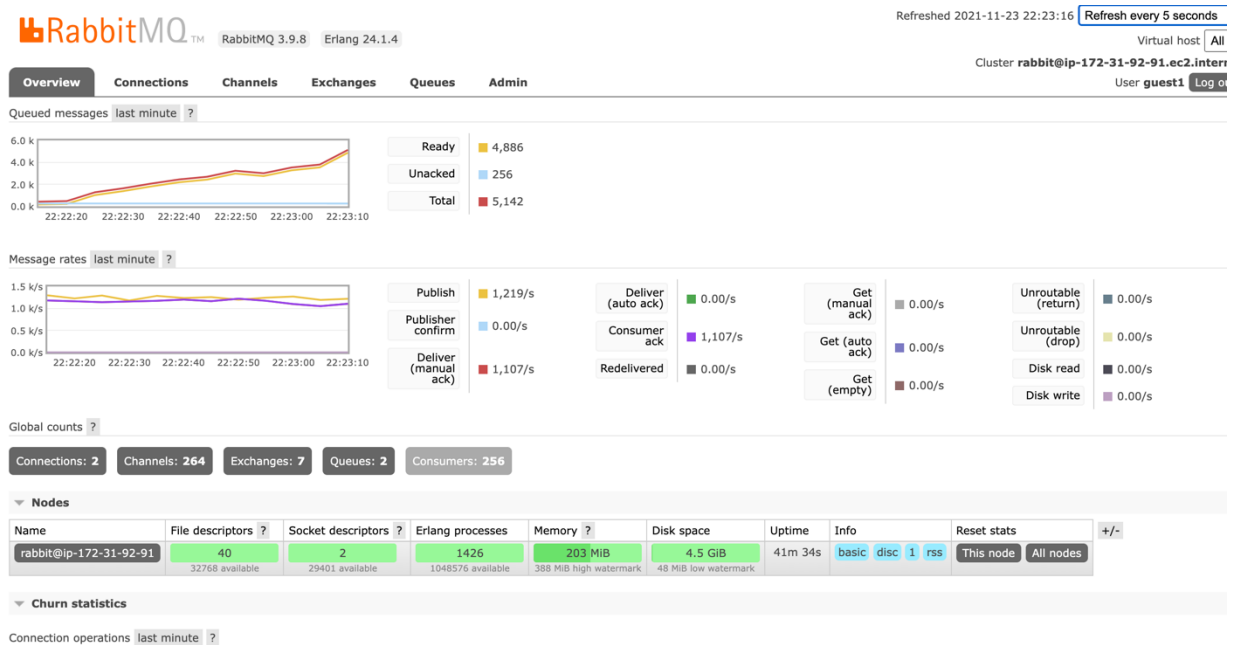 Refreshed 2021-11-23 22:23:16 Refresh every 5 seconds
RabbitMQ TM RabbitMQ 3.9.8 Erlang 24.1.4
Virtual host All
Cluster rabbit@ip-172-31-92-91.ec2.intern
User guest1 Log ou
Overview Connections Channels Exchanges Queues Admin
Queued messages last minute ?
6.0 k
4.0 k
2.0 k
0.0 k
22:22:20 22:22:30 22:22:40 22:22:50 22:23:00 22:23:10
Ready 4,886
Unacked 256
Total 5,142
Message rates last minute ?
1.5 k/s
1.0 k/s
0.5 k/s
0.0 k/s
22:22:20 22:22:30 22:22:40 22:22:50 22:23:00 22:23:10
Publish 1,219/s
Publisher confirm 0.00/s
Deliver (manual ack) 1,107/s
Deliver (auto ack) 0.00/s
Consumer ack 1,107/s
Redelivered 0.00/s
Get (manual ack) 0.00/s
Get (auto ack) 0.00/s
Get (empty) 0.00/s
Unroutable (return) 0.00/s
Unroutable (drop) 0.00/s
Disk read 0.00/s
Disk write 0.00/s
Global counts ?
Connections: 2 Channels: 264 Exchanges: 7 Queues: 2 Consumers: 256
Nodes
Name File descriptors ? Socket descriptors ? Erlang processes Memory ? Disk space Uptime Info Reset stats +/-
rabbit@ip-172-31-92-91 40 2 1426 203 MiB 4.5 GiB 41m 34s basic disc 1 rss This node All nodes
32768 available 29401 available 1048576 available 388 MiB high watermark 48 MiB low watermark
Churn statistics
Connection operations last minute ?